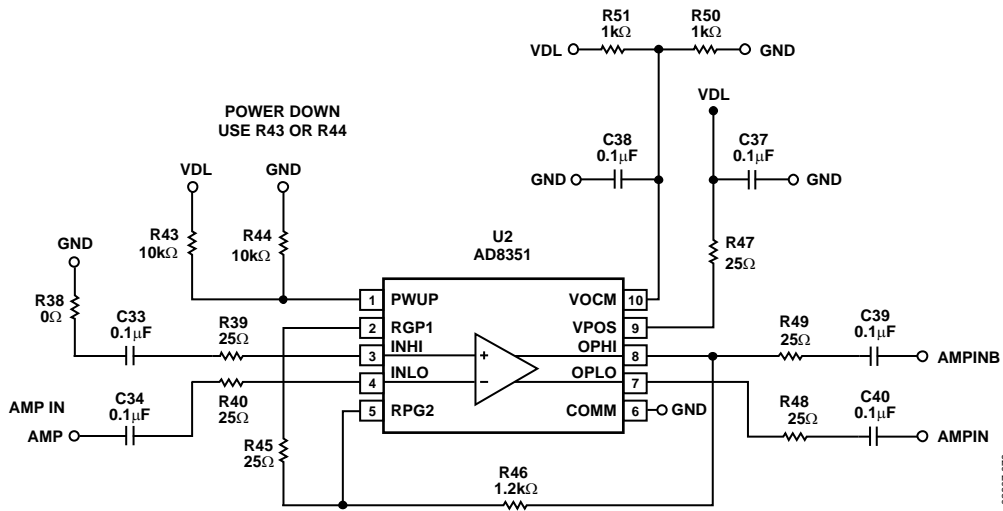 R51
1kΩ
R50
1kΩ
VDL
GND
VDL
POWER DOWN
USE R43 OR R44
C38
0.1μF
C37
0.1μF
VDL
GND
GND
GND
R43
10kΩ
R44
10kΩ
U2
AD8351
R47
25Ω
GND
R38
0Ω
C33
0.1μF
R39
25Ω
1 PWUP
2 RGP1
3 INHI
4 INLO
5 RPG2
+
−
VOCM 10
VPOS 9
OPHI 8
OPLO 7
COMM 6
GND
R49
25Ω
C39
0.1μF
AMPINB
AMP IN
AMP
C34
0.1μF
R40
25Ω
R48
25Ω
C40
0.1μF
AMPIN
R45
25Ω
R46
1.2kΩ